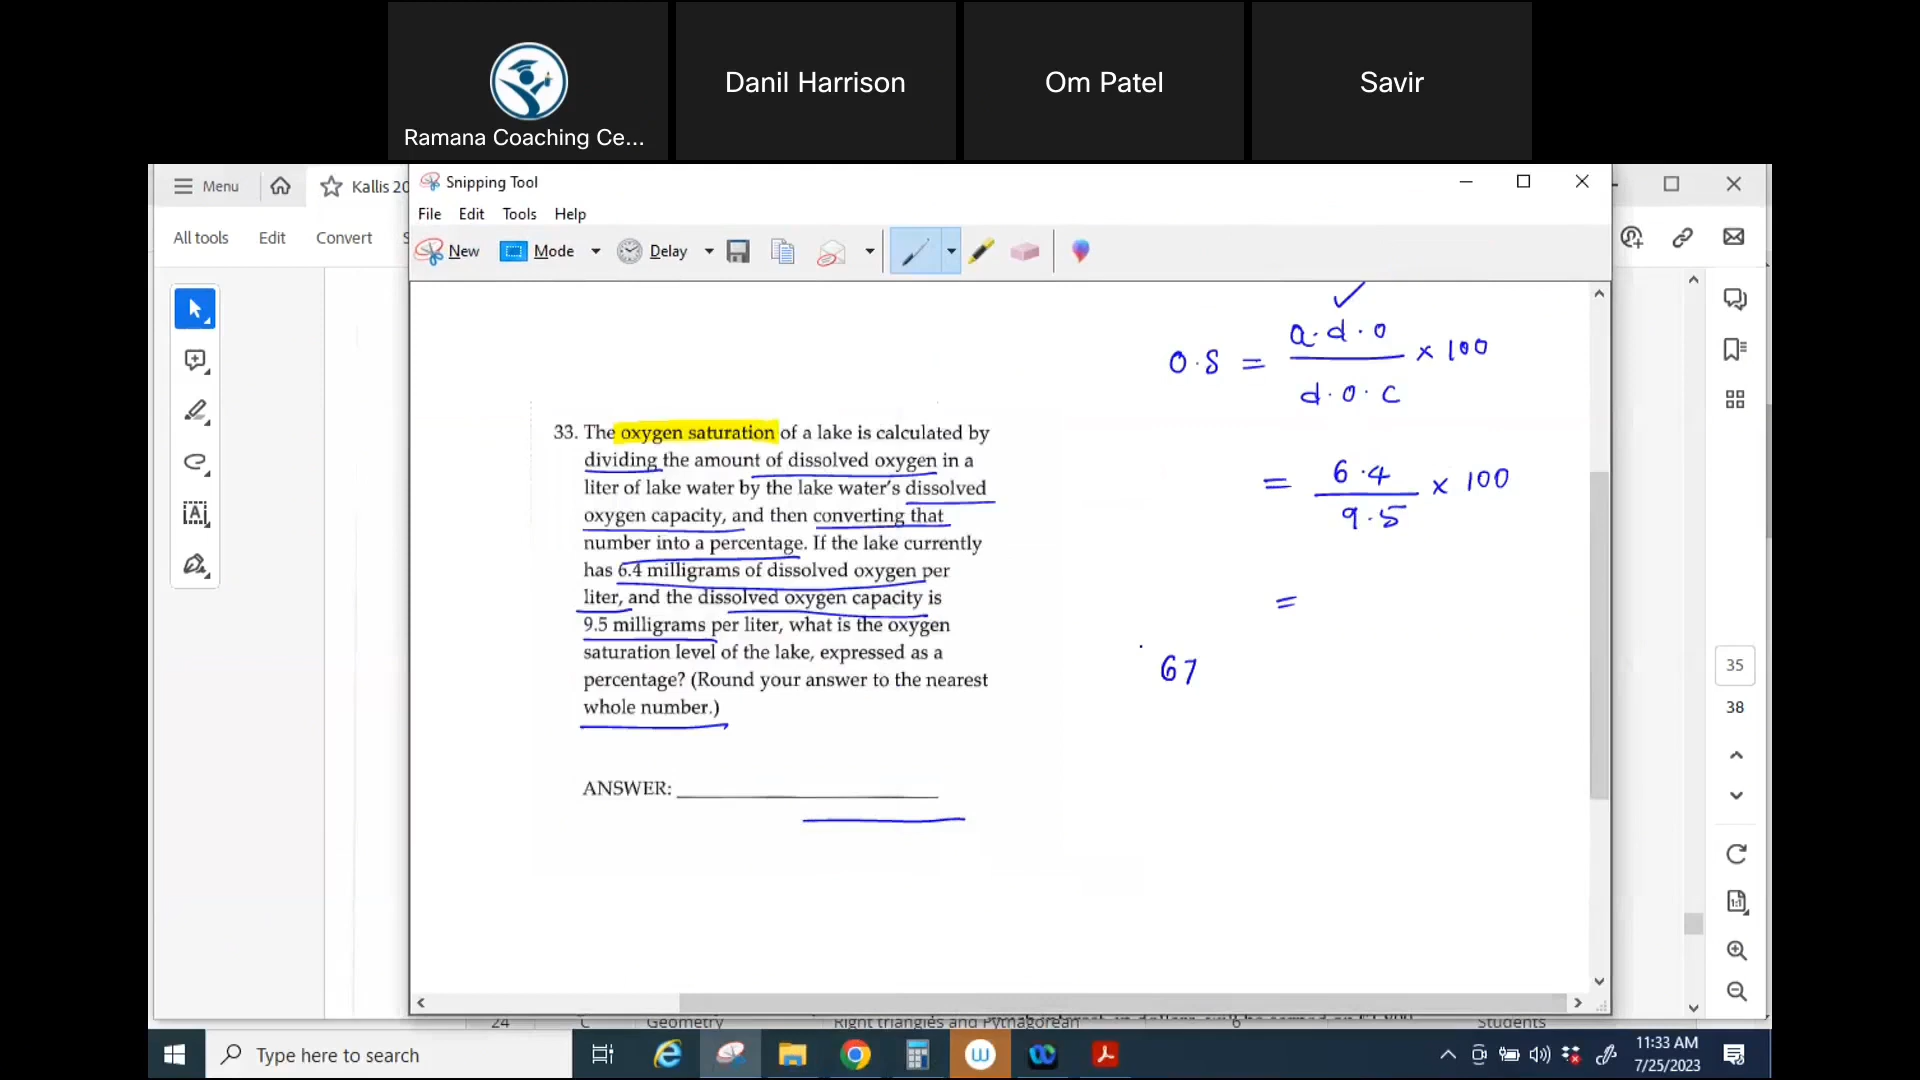 Ramana Coaching Ce...
Danil Harrison
Om Patel
Savir
Menu
Kallis 20
Snipping Tool
File Edit Tools Help
All tools Edit Convert S
New Mode Delay
a.d.o
O.S = ――― x 100
d.o.c
33. The oxygen saturation of a lake is calculated by
dividing the amount of dissolved oxygen in a
liter of lake water by the lake water's dissolved
oxygen capacity, and then converting that
number into a percentage. If the lake currently
has 6.4 milligrams of dissolved oxygen per
liter, and the dissolved oxygen capacity is
9.5 milligrams per liter, what is the oxygen
saturation level of the lake, expressed as a
percentage? (Round your answer to the nearest
whole number.)
ANSWER:
6.4
= ――― x 100
9.5
=
67
35
38
24 C Geometry Right triangles and Pythagorean 6 Students
Type here to search
11:33 AM
7/25/2023